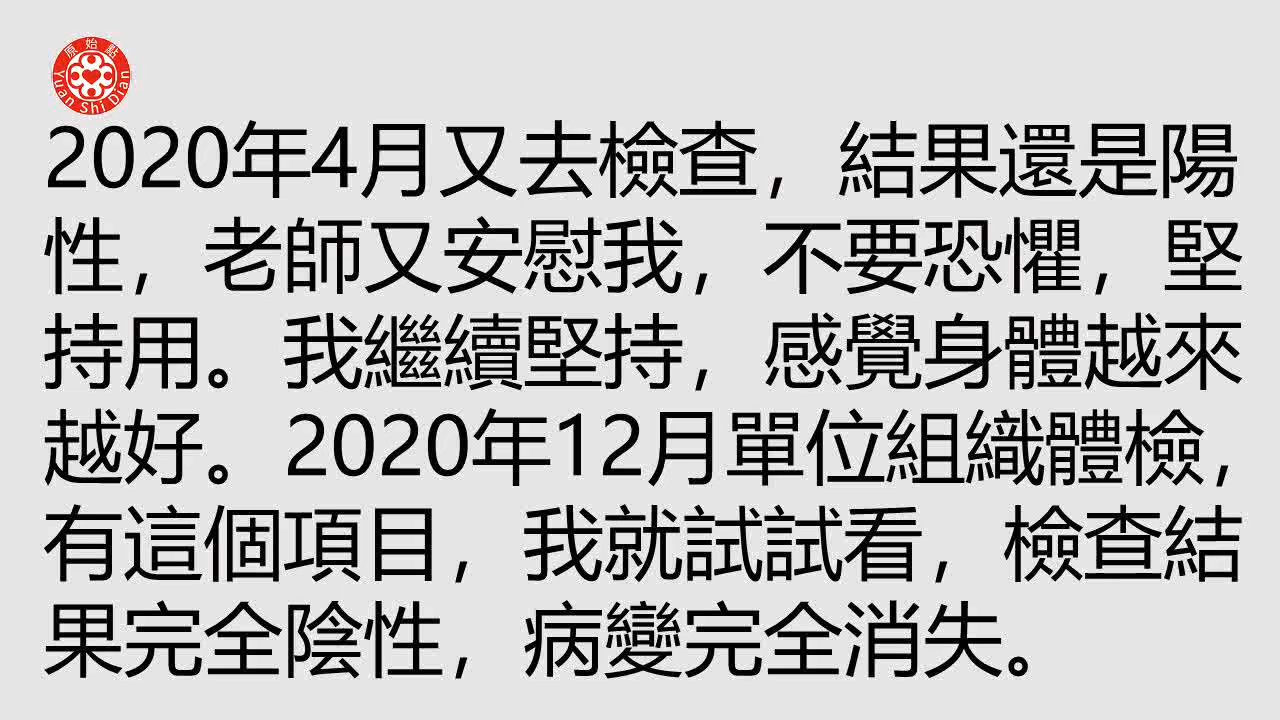 原始點
Yuan Shi Dian
2020年4月又去檢查，結果還是陽
性，老師又安慰我，不要恐懼，堅
持用。我繼續堅持，感覺身體越來
越好。2020年12月單位組織體檢，
有這個項目，我就試試看，檢查結
果完全陰性，病變完全消失。